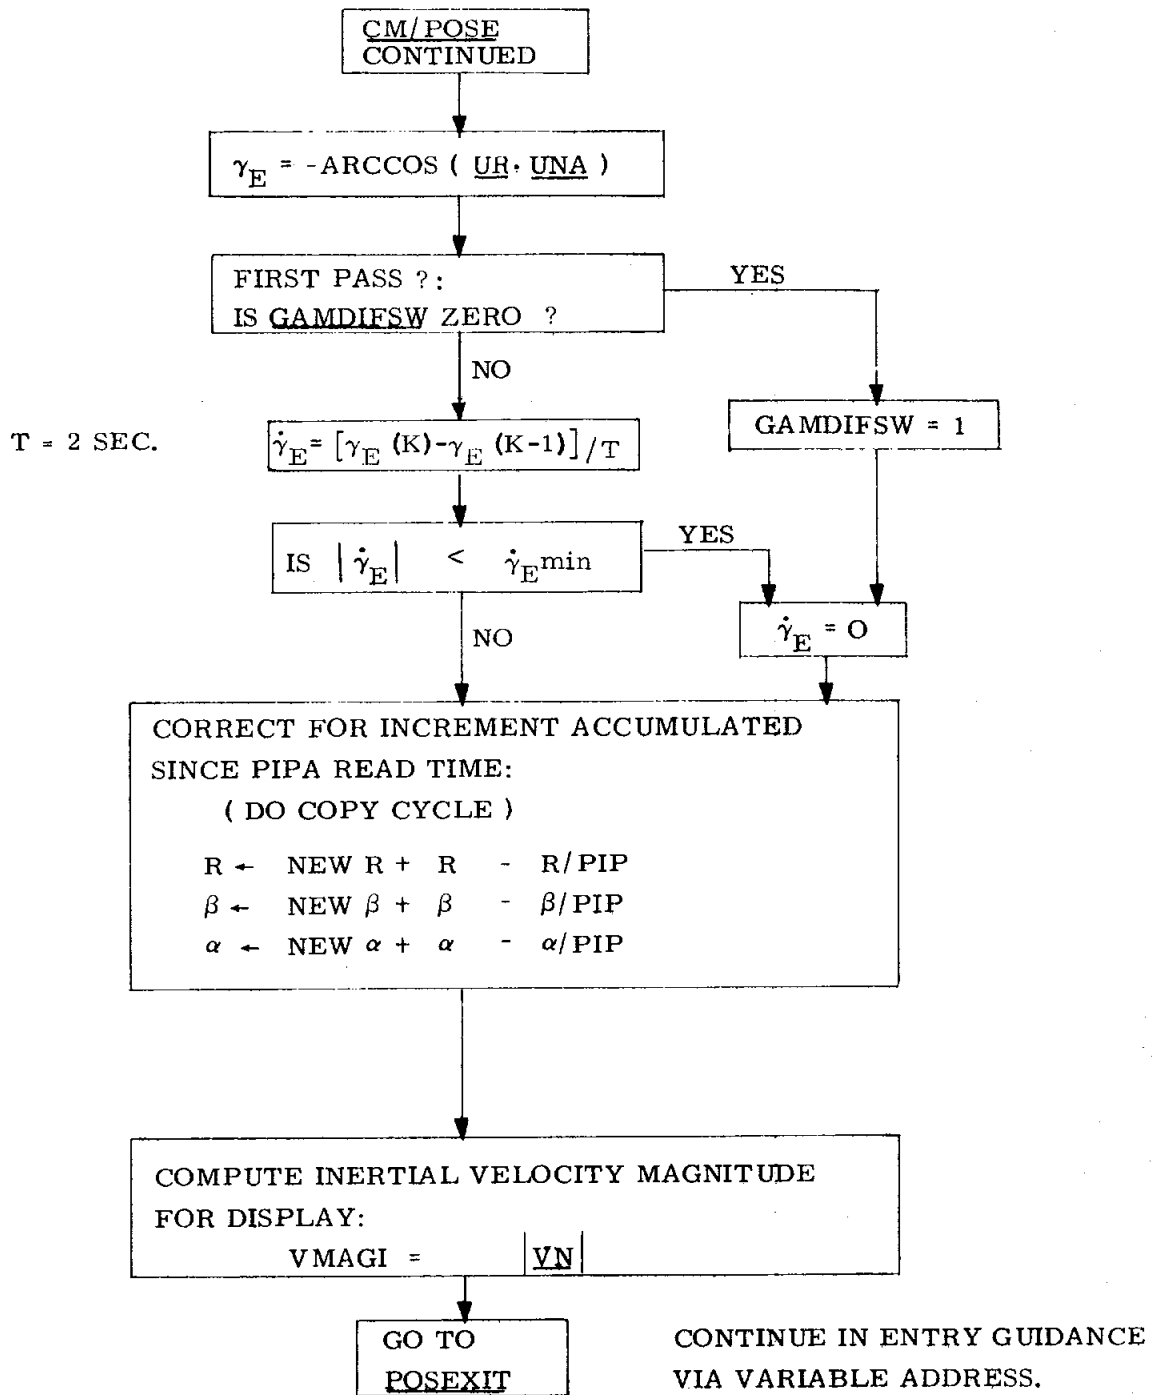 CM/POSE
CONTINUED
γE = -ARCCOS ( UR · UNA )
FIRST PASS ?:
IS GAMDIFSW ZERO ?
YES
NO
T = 2 SEC.
γ̇E = [γE (K)-γE (K-1)]/T
GAMDIFSW = 1
IS |γ̇E| < γ̇E min
YES
NO
γ̇E = O
CORRECT FOR INCREMENT ACCUMULATED
SINCE PIPA READ TIME:
( DO COPY CYCLE )
R ← NEW R + R - R/PIP
β ← NEW β + β - β/PIP
α ← NEW α + α - α/PIP
COMPUTE INERTIAL VELOCITY MAGNITUDE
FOR DISPLAY:
VMAGI = |VN|
GO TO
POSEXIT
CONTINUE IN ENTRY GUIDANCE
VIA VARIABLE ADDRESS.